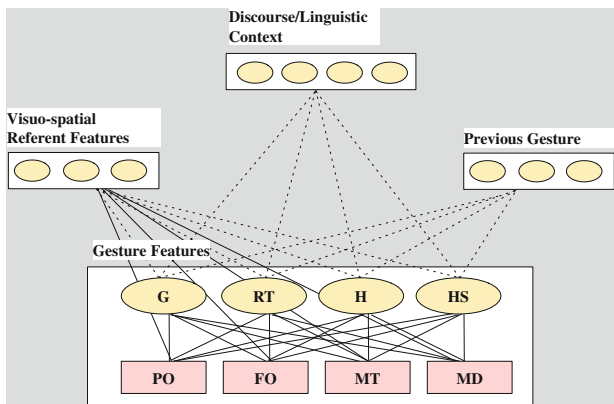 Discourse/Linguistic
Context
Visuo-spatial
Referent Features
Previous Gesture
Gesture Features
G RT H HS
PO FO MT MD